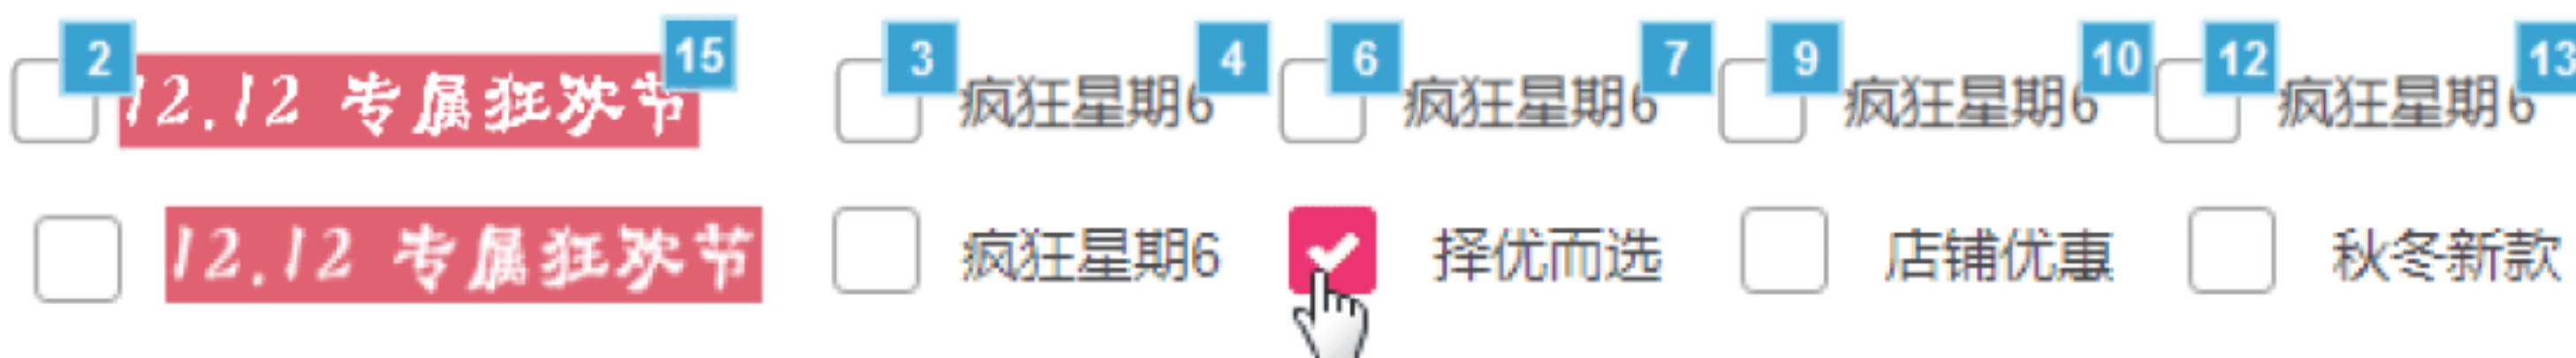 2 12.12 专属狂欢节 15 3 疯狂星期6 4 6 疯狂星期6 7 9 疯狂星期6 10 12 疯狂星期6 13
12.12 专属狂欢节 疯狂星期6 择优而选 店铺优惠 秋冬新款